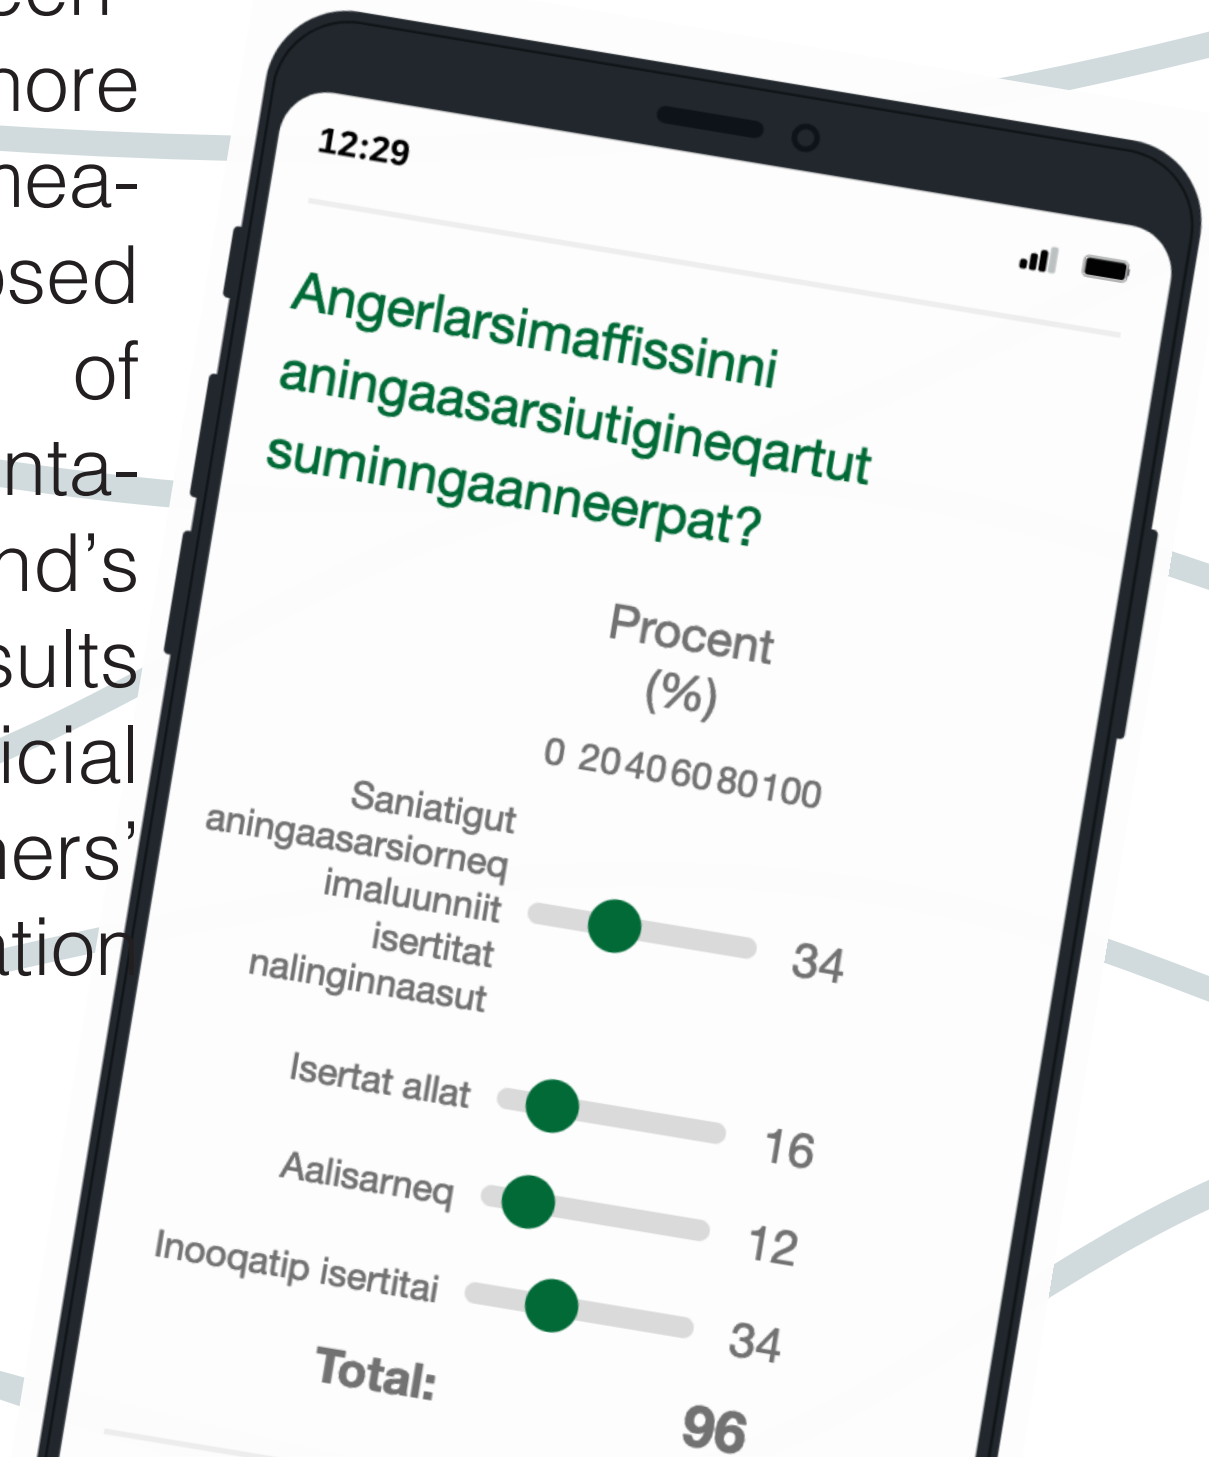 of
12:29
Angerlarsimaffissinni
aningaasarsiutigineqartut
suminngaanneerpat?
Procent
(%)
0 20 40 60 80 100
Saniatigut
aningaasarsiorneq
imaluunniit
isertitat
nalinginnaasut
34
Isertat allat
16
Aalisarneq
12
Inooqatip isertitai
34
Total:
96